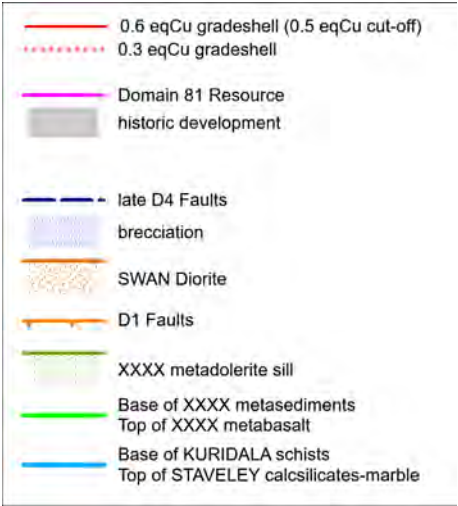 0.6 eqCu gradeshell (0.5 eqCu cut-off)
0.3 eqCu gradeshell
Domain 81 Resource
historic development
late D4 Faults
brecciation
SWAN Diorite
D1 Faults
XXXX metadolerite sill
Base of XXXX metasediments
Top of XXXX metabasalt
Base of KURIDALA schists
Top of STAVELEY calcsilicates-marble